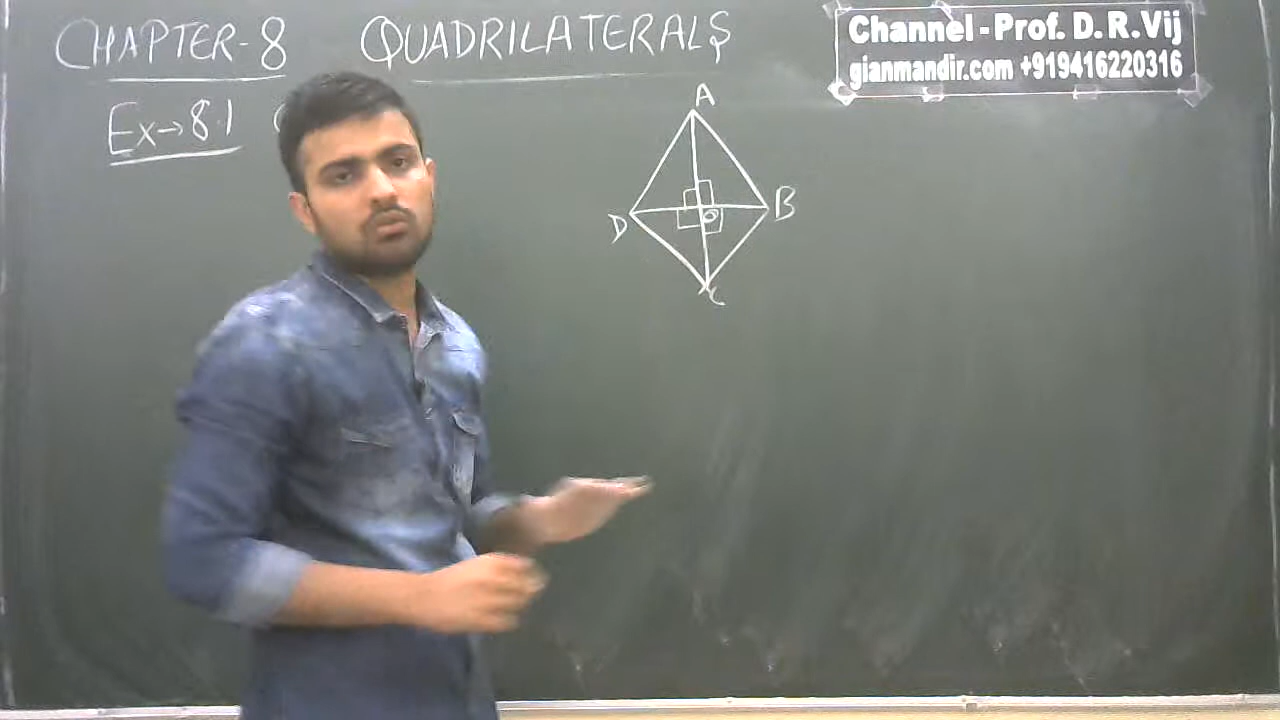 CHAPTER-8 QUADRILATERALS
Channel - Prof. D. R. Vij
gianmandir.com +919416220316
Ex→8.1
A
D
B
O
C